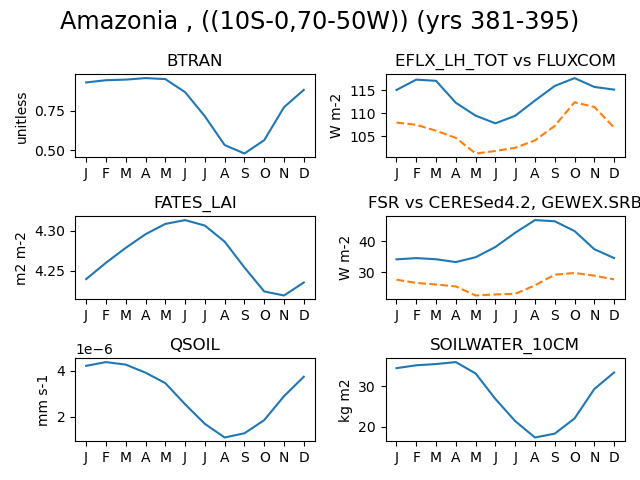 Amazonia , ((10S-0,70-50W)) (yrs 381-395)
BTRAN
unitless
0.75
0.50
J F M A M J J A S O N D
EFLX_LH_TOT vs FLUXCOM
W m-2
115
110
105
J F M A M J J A S O N D
FATES_LAI
m2 m-2
4.30
4.25
J F M A M J J A S O N D
FSR vs CERESed4.2, GEWEX.SRB
W m-2
40
30
J F M A M J J A S O N D
QSOIL
1e−6
mm s-1
4
2
J F M A M J J A S O N D
SOILWATER_10CM
kg m2
30
20
J F M A M J J A S O N D